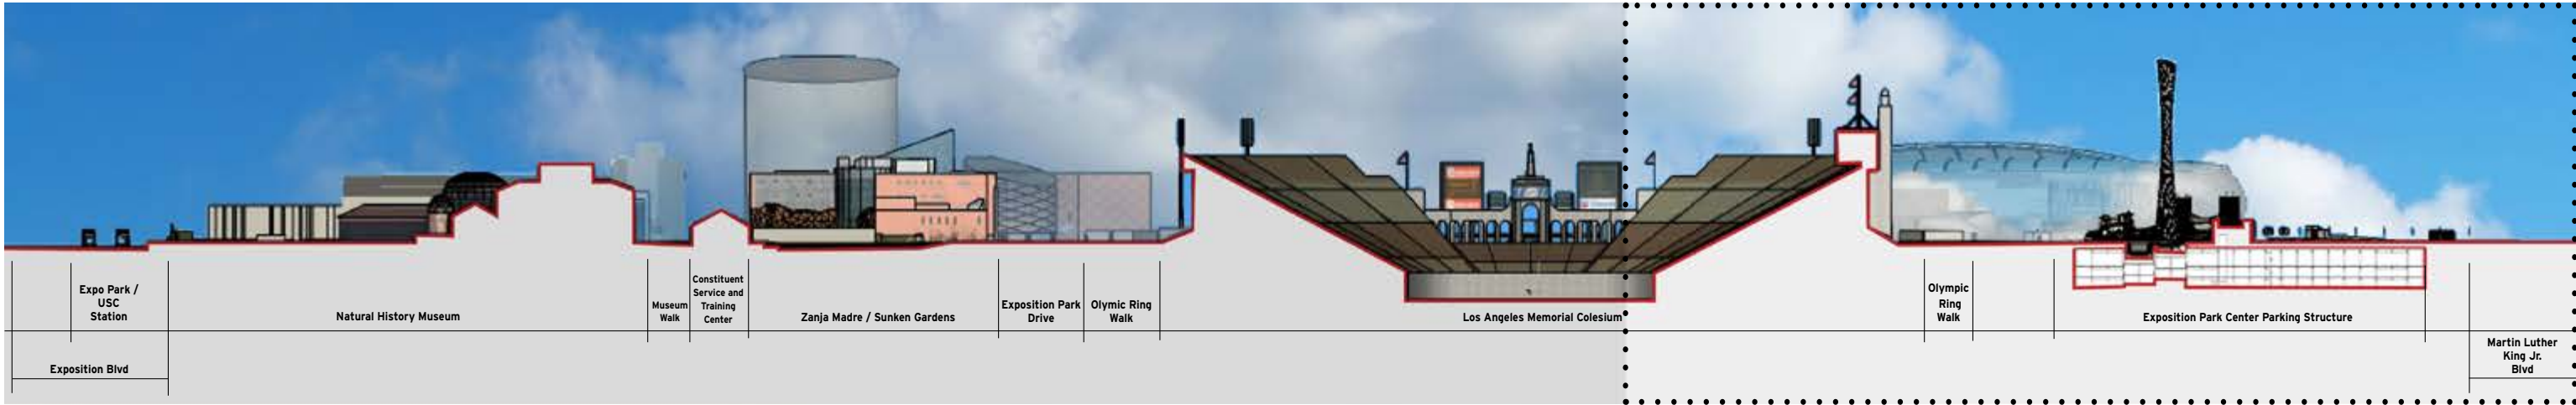 Expo Park /
USC
Station
Exposition Blvd
Natural History Museum
Museum
Walk
Constituent
Service and
Training
Center
Zanja Madre / Sunken Gardens
Exposition Park
Drive
Olymic Ring
Walk
Los Angeles Memorial Colesium
Olympic
Ring
Walk
Exposition Park Center Parking Structure
Martin Luther
King Jr.
Blvd